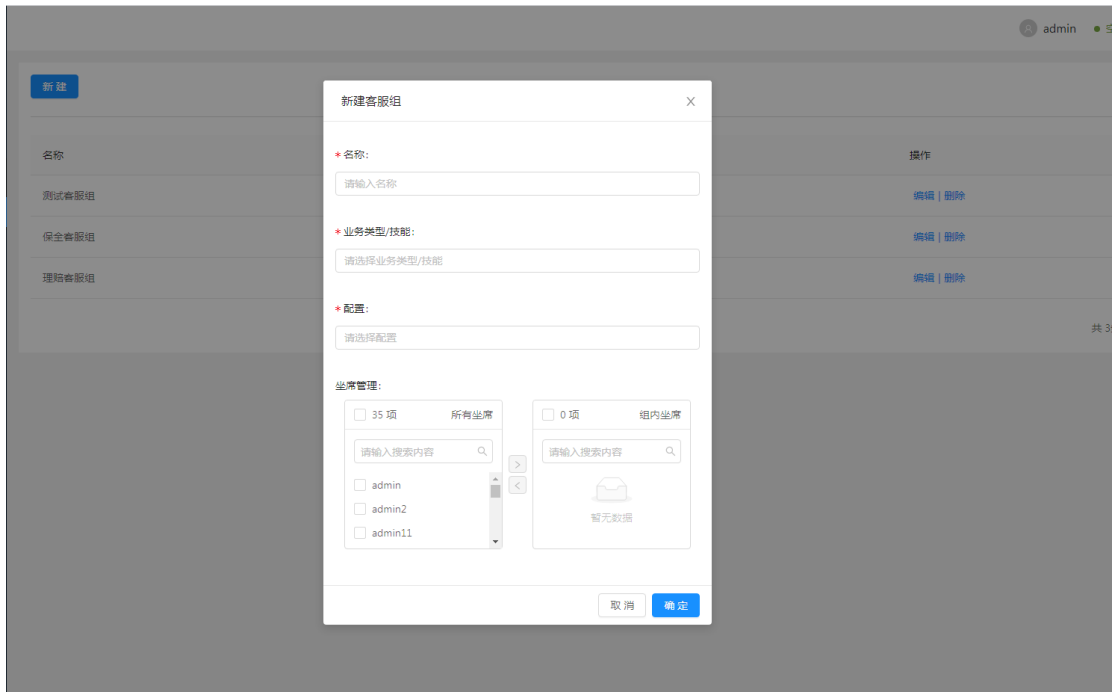 admin
新建
名称 操作
测试客服组 编辑 | 删除
保全客服组 编辑 | 删除
理赔客服组 编辑 | 删除
共
新建客服组
*名称:
请输入名称
*业务类型/技能:
请选择业务类型/技能
*配置:
请选择配置
坐席管理:
35 项 所有坐席
请输入搜索内容
admin
admin2
admin11
0 项 组内坐席
请输入搜索内容
暂无数据
取消 确定